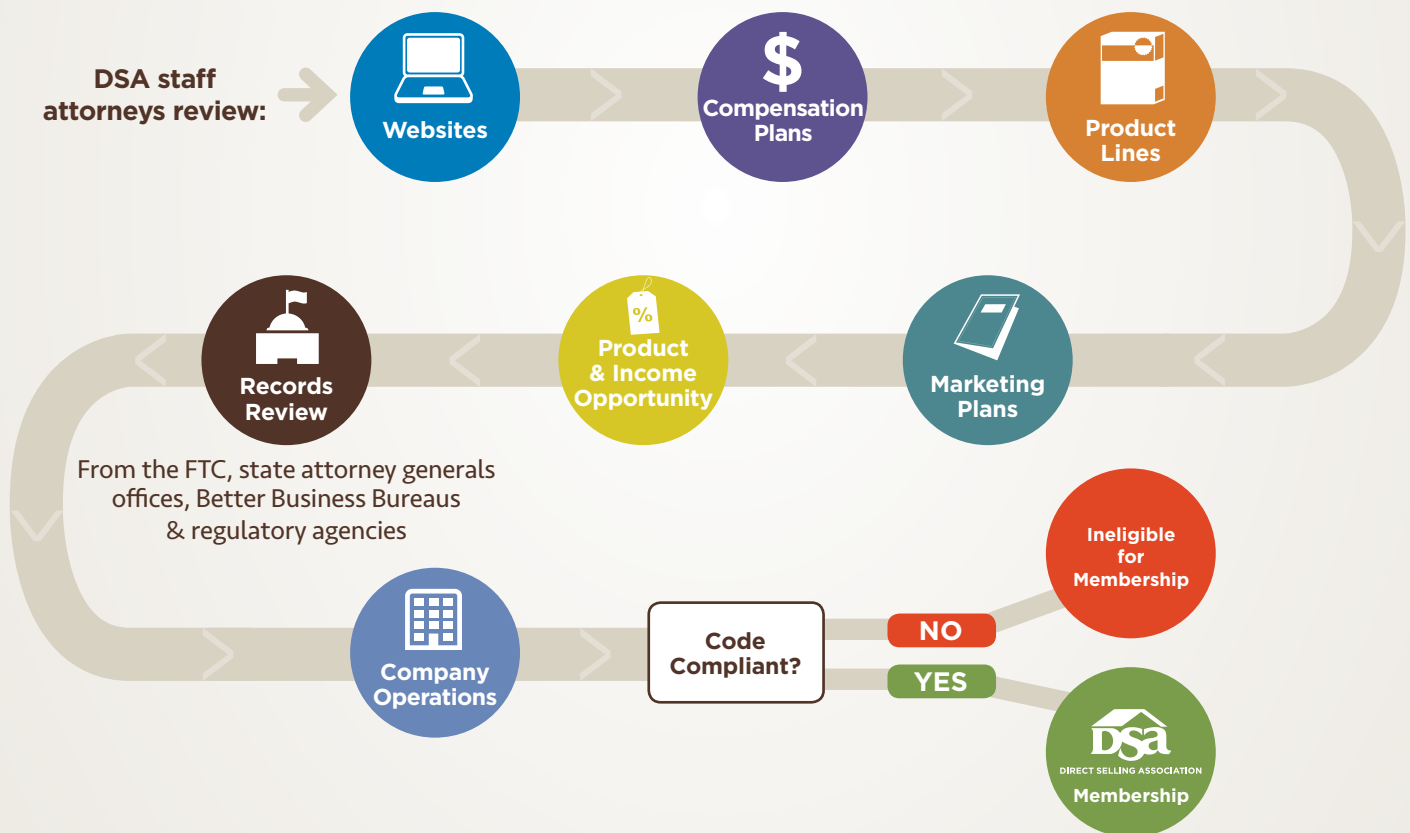 DSA staff
attorneys review:
Websites
$
Compensation
Plans
Product
Lines
Marketing
Plans
%
Product
& Income
Opportunity
Records
Review
From the FTC, state attorney generals
offices, Better Business Bureaus
& regulatory agencies
Company
Operations
Code
Compliant?
NO
Ineligible
for
Membership
YES
DSa
DIRECT SELLING ASSOCIATION
Membership